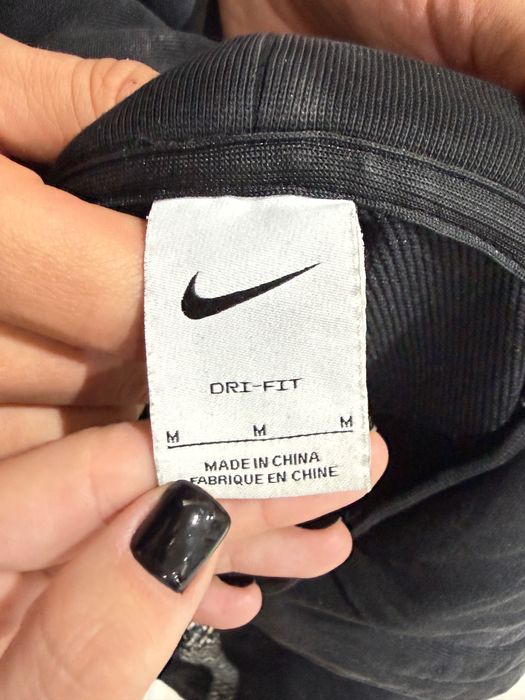 DRI-FIT
M M M
MADE IN CHINA
FABRIQUE EN CHINE